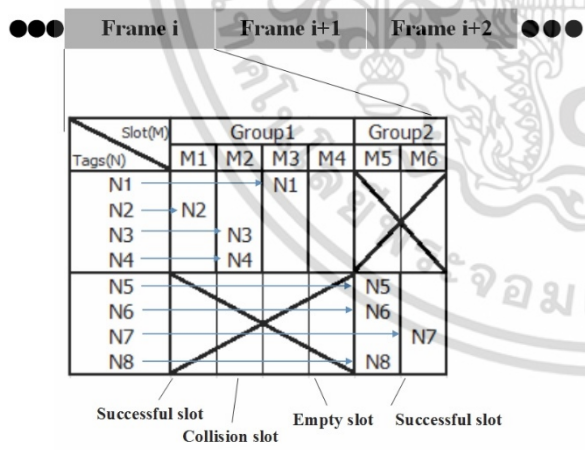 Frame i Frame i+1 Frame i+2
Slot(M) Group1 Group2
Tags(N) M1 M2 M3 M4 M5 M6
N1 N1
N2 N2
N3 N3
N4 N4
N5 N5
N6 N6
N7 N7
N8 N8
Successful slot Empty slot Successful slot
Collision slot